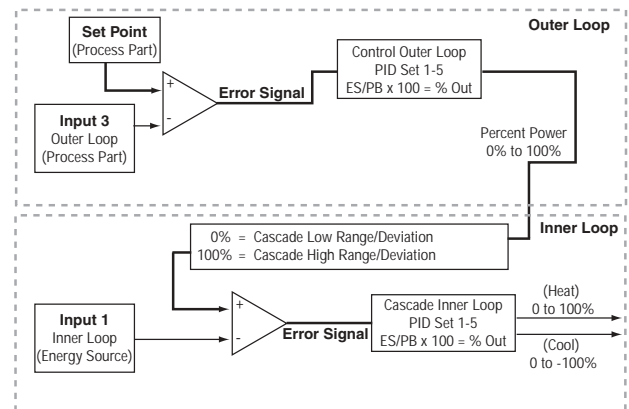 Outer Loop
Set Point
(Process Part)
+
-
Error Signal
Input 3
Outer Loop
(Process Part)
Control Outer Loop
PID Set 1-5
ES/PB x 100 = % Out
Percent Power
0% to 100%
Inner Loop
0% = Cascade Low Range/Deviation
100% = Cascade High Range/Deviation
+
-
Error Signal
Input 1
Inner Loop
(Energy Source)
Cascade Inner Loop
PID Set 1-5
ES/PB x 100 = % Out
(Heat)
0 to 100%
(Cool)
0 to -100%